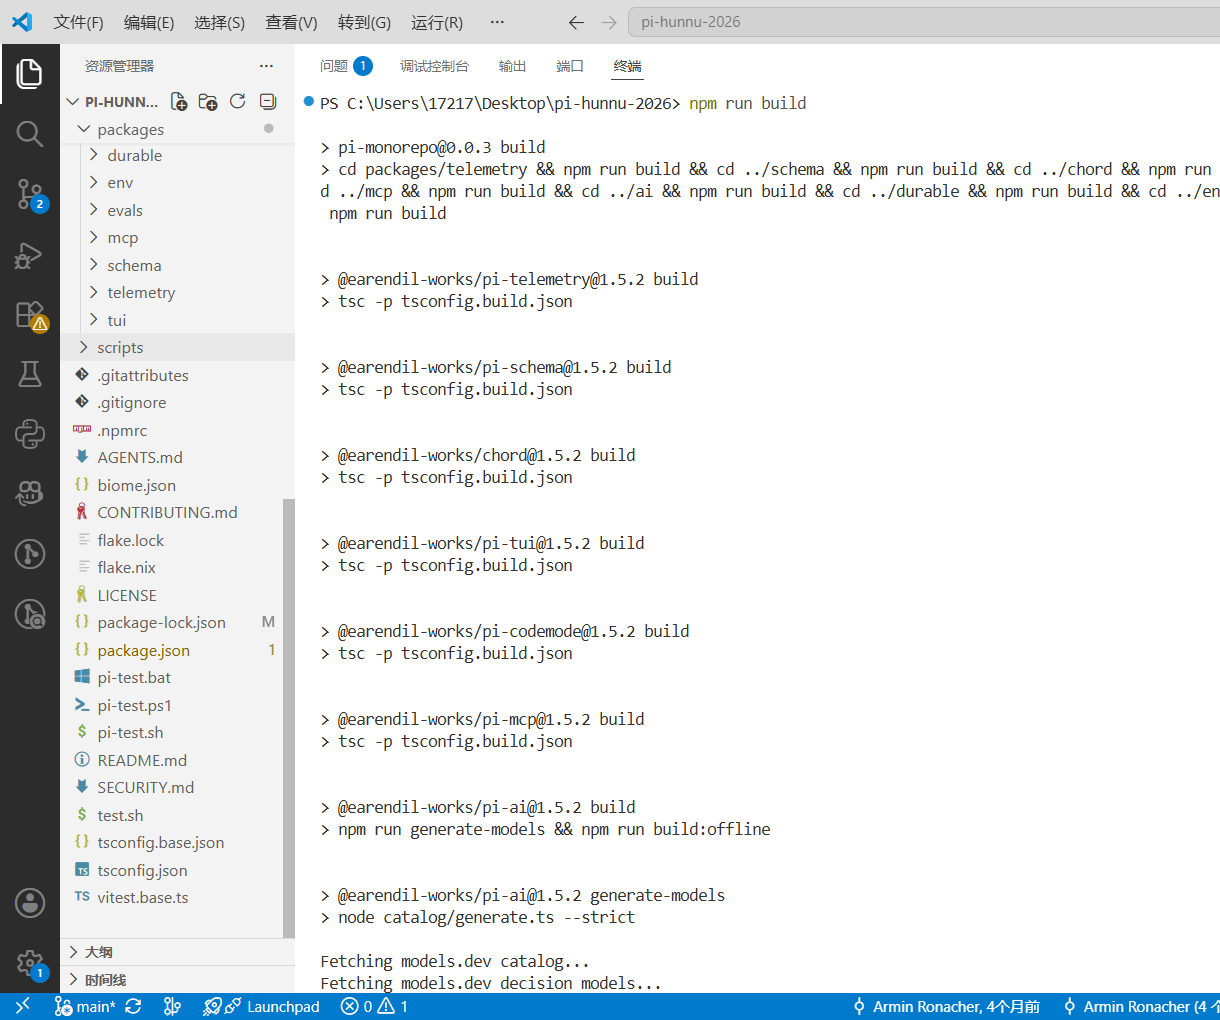 文件(F) 编辑(E) 选择(S) 查看(V) 转到(G) 运行(R) ··· pi-hunnu-2026
资源管理器 ···
PI-HUNN...
packages
durable
env
evals
mcp
schema
telemetry
tui
scripts
.gitattributes
.gitignore
.npmrc
AGENTS.md
biome.json
CONTRIBUTING.md
flake.lock
flake.nix
LICENSE
package-lock.json M
package.json 1
pi-test.bat
pi-test.ps1
pi-test.sh
README.md
SECURITY.md
test.sh
tsconfig.base.json
tsconfig.json
vitest.base.ts
大纲
时间线
2
1
问题 1 调试控制台 输出 端口 终端
PS C:\Users\17217\Desktop\pi-hunnu-2026> npm run build
> pi-monorepo@0.0.3 build
> cd packages/telemetry && npm run build && cd ../schema && npm run build && cd ../chord && npm run
d ../mcp && npm run build && cd ../ai && npm run build && cd ../durable && npm run build && cd ../en
npm run build
> @earendil-works/pi-telemetry@1.5.2 build
> tsc -p tsconfig.build.json
> @earendil-works/pi-schema@1.5.2 build
> tsc -p tsconfig.build.json
> @earendil-works/chord@1.5.2 build
> tsc -p tsconfig.build.json
> @earendil-works/pi-tui@1.5.2 build
> tsc -p tsconfig.build.json
> @earendil-works/pi-codemode@1.5.2 build
> tsc -p tsconfig.build.json
> @earendil-works/pi-mcp@1.5.2 build
> tsc -p tsconfig.build.json
> @earendil-works/pi-ai@1.5.2 build
> npm run generate-models && npm run build:offline
> @earendil-works/pi-ai@1.5.2 generate-models
> node catalog/generate.ts --strict
Fetching models.dev catalog...
Fetching models.dev decision models...
main* Launchpad 0 1 Armin Ronacher, 4个月前 Armin Ronacher (4